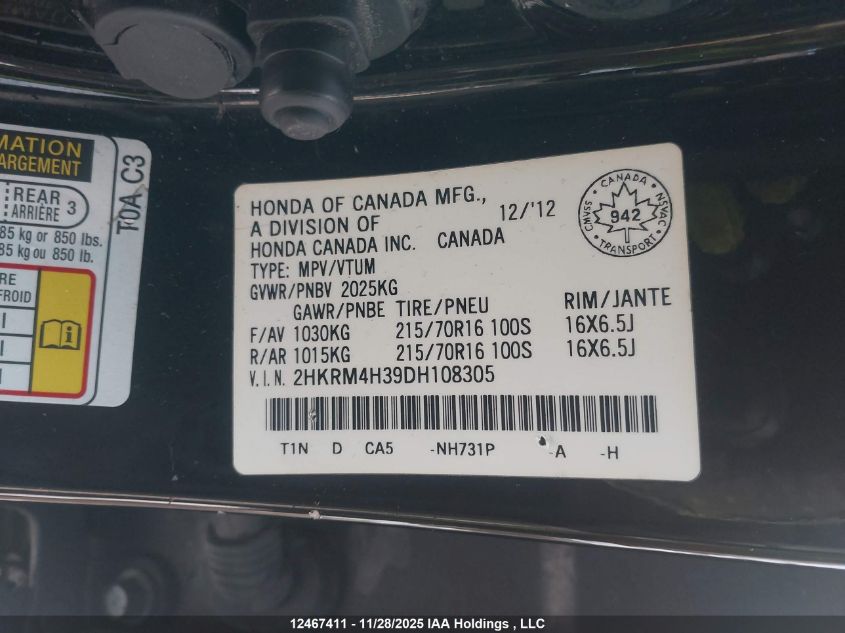 MATION
ARGEMENT
REAR
ARRIÈRE 3
85 kg or 850 lbs.
85 kg ou 850 lb.
RE
FROID
T0A C3
HONDA OF CANADA MFG.,
A DIVISION OF
HONDA CANADA INC. CANADA
12/'12
TYPE: MPV/VTUM
GVWR/PNBV 2025KG
GAWR/PNBE TIRE/PNEU RIM/JANTE
F/AV 1030KG 215/70R16 100S 16X6.5J
R/AR 1015KG 215/70R16 100S 16X6.5J
V.I.N. 2HKRM4H39DH108305
T1N D CA5 -NH731P -A -H
CANADA
CMVSS
942
NSVAC
TRANSPORT
12467411 - 11/28/2025 IAA Holdings , LLC